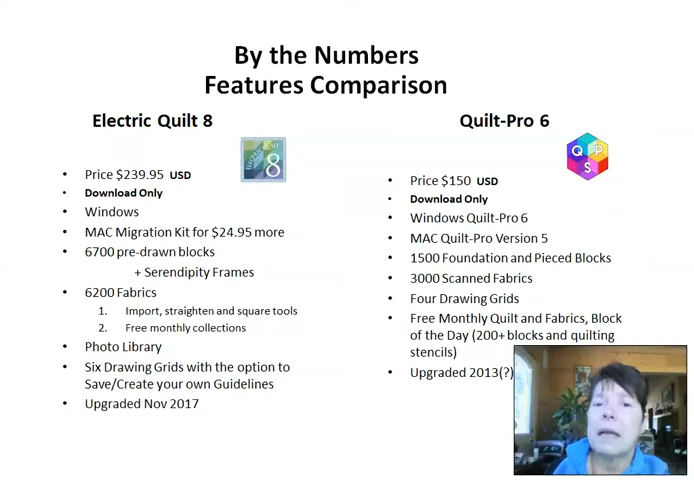 By the Numbers
Features Comparison
Electric Quilt 8
8
• Price $239.95 USD
• Download Only
• Windows
• MAC Migration Kit for $24.95 more
• 6700 pre-drawn blocks
+ Serendipity Frames
• 6200 Fabrics
1. Import, straighten and square tools
2. Free monthly collections
• Photo Library
• Six Drawing Grids with the option to
Save/Create your own Guidelines
• Upgraded Nov 2017
Quilt-Pro 6
Q P
S
• Price $150 USD
• Download Only
• Windows Quilt-Pro 6
• MAC Quilt-Pro Version 5
• 1500 Foundation and Pieced Blocks
• 3000 Scanned Fabrics
• Four Drawing Grids
• Free Monthly Quilt and Fabrics, Block
of the Day (200+ blocks and quilting
stencils)
• Upgraded 2013(?)